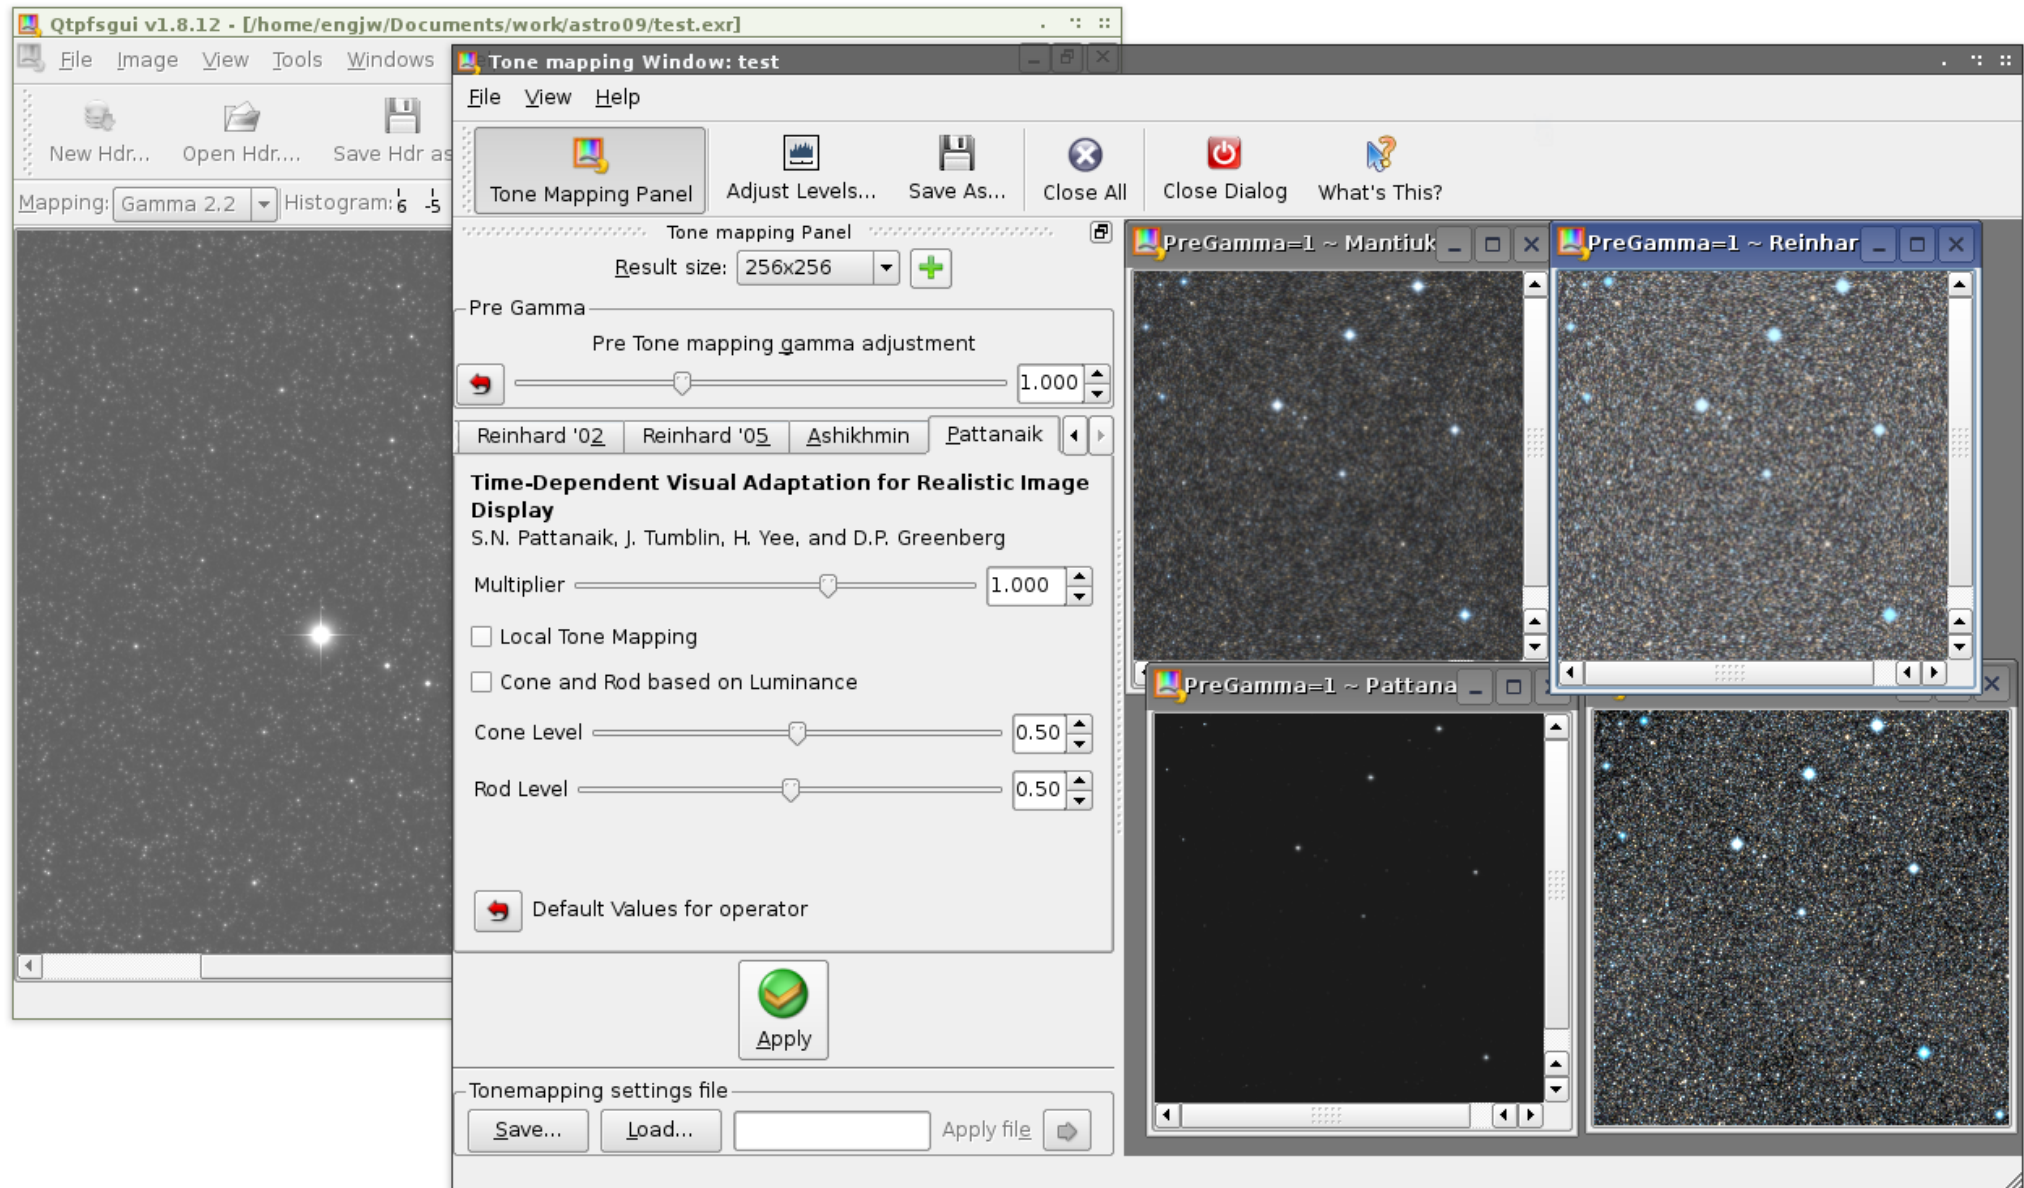 Qtpfsgui v1.8.12 - [/home/engjw/Documents/work/astro09/test.exr]
File Image View Tools Windows
New Hdr... Open Hdr.... Save Hdr as
Mapping: Gamma 2.2 Histogram: 6 -5
Tone mapping Window: test
File View Help
Tone Mapping Panel Adjust Levels... Save As... Close All Close Dialog What's This?
Tone mapping Panel
Result size: 256x256
Pre Gamma
Pre Tone mapping gamma adjustment
1.000
Reinhard '02 Reinhard '05 Ashikhmin Pattanaik
Time-Dependent Visual Adaptation for Realistic Image
Display
S.N. Pattanaik, J. Tumblin, H. Yee, and D.P. Greenberg
Multiplier 1.000
Local Tone Mapping
Cone and Rod based on Luminance
Cone Level 0.50
Rod Level 0.50
Default Values for operator
Apply
Tonemapping settings file
Save... Load... Apply file
PreGamma=1 ~ Mantiuk
PreGamma=1 ~ Reinhar
PreGamma=1 ~ Pattana